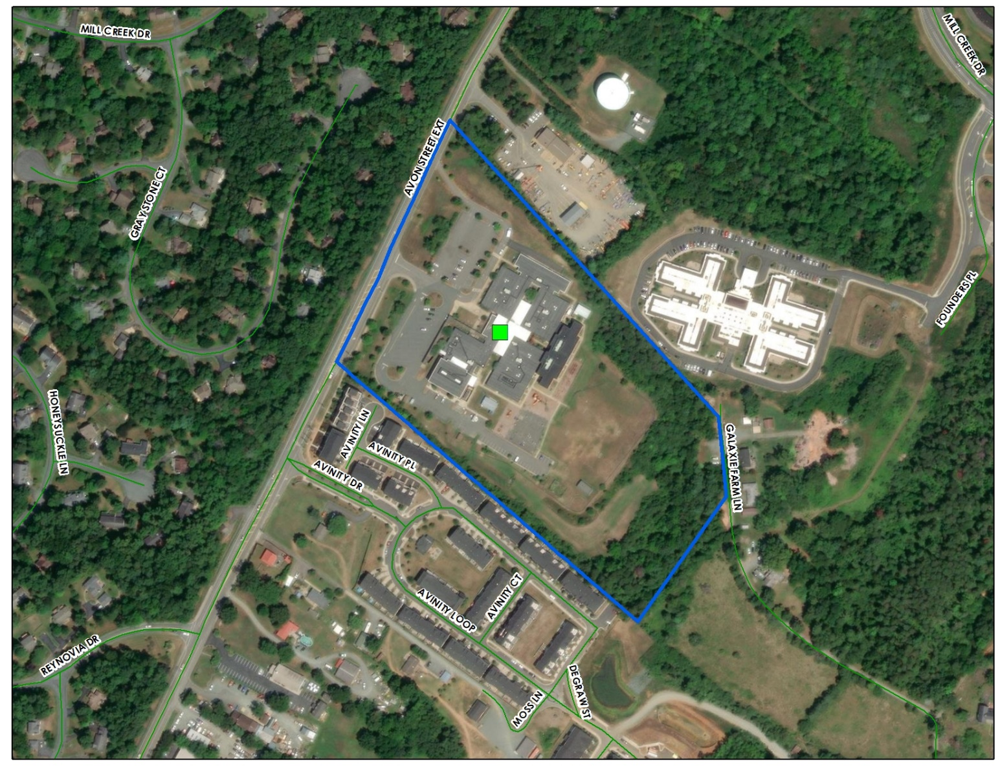 MILL CREEK DR
MILL CREEK DR
AVON STREET EXT
GRAYSTONE CT
FOUNDERS PL
HONEYSUCKLE LN
AVINITY LN
AVINITY PL
AVINITY DR
GALAXIE FARM LN
AVINITY CT
AVINITY LOOP
REYNOVIA DR
DEGRAW ST
MOSS LN